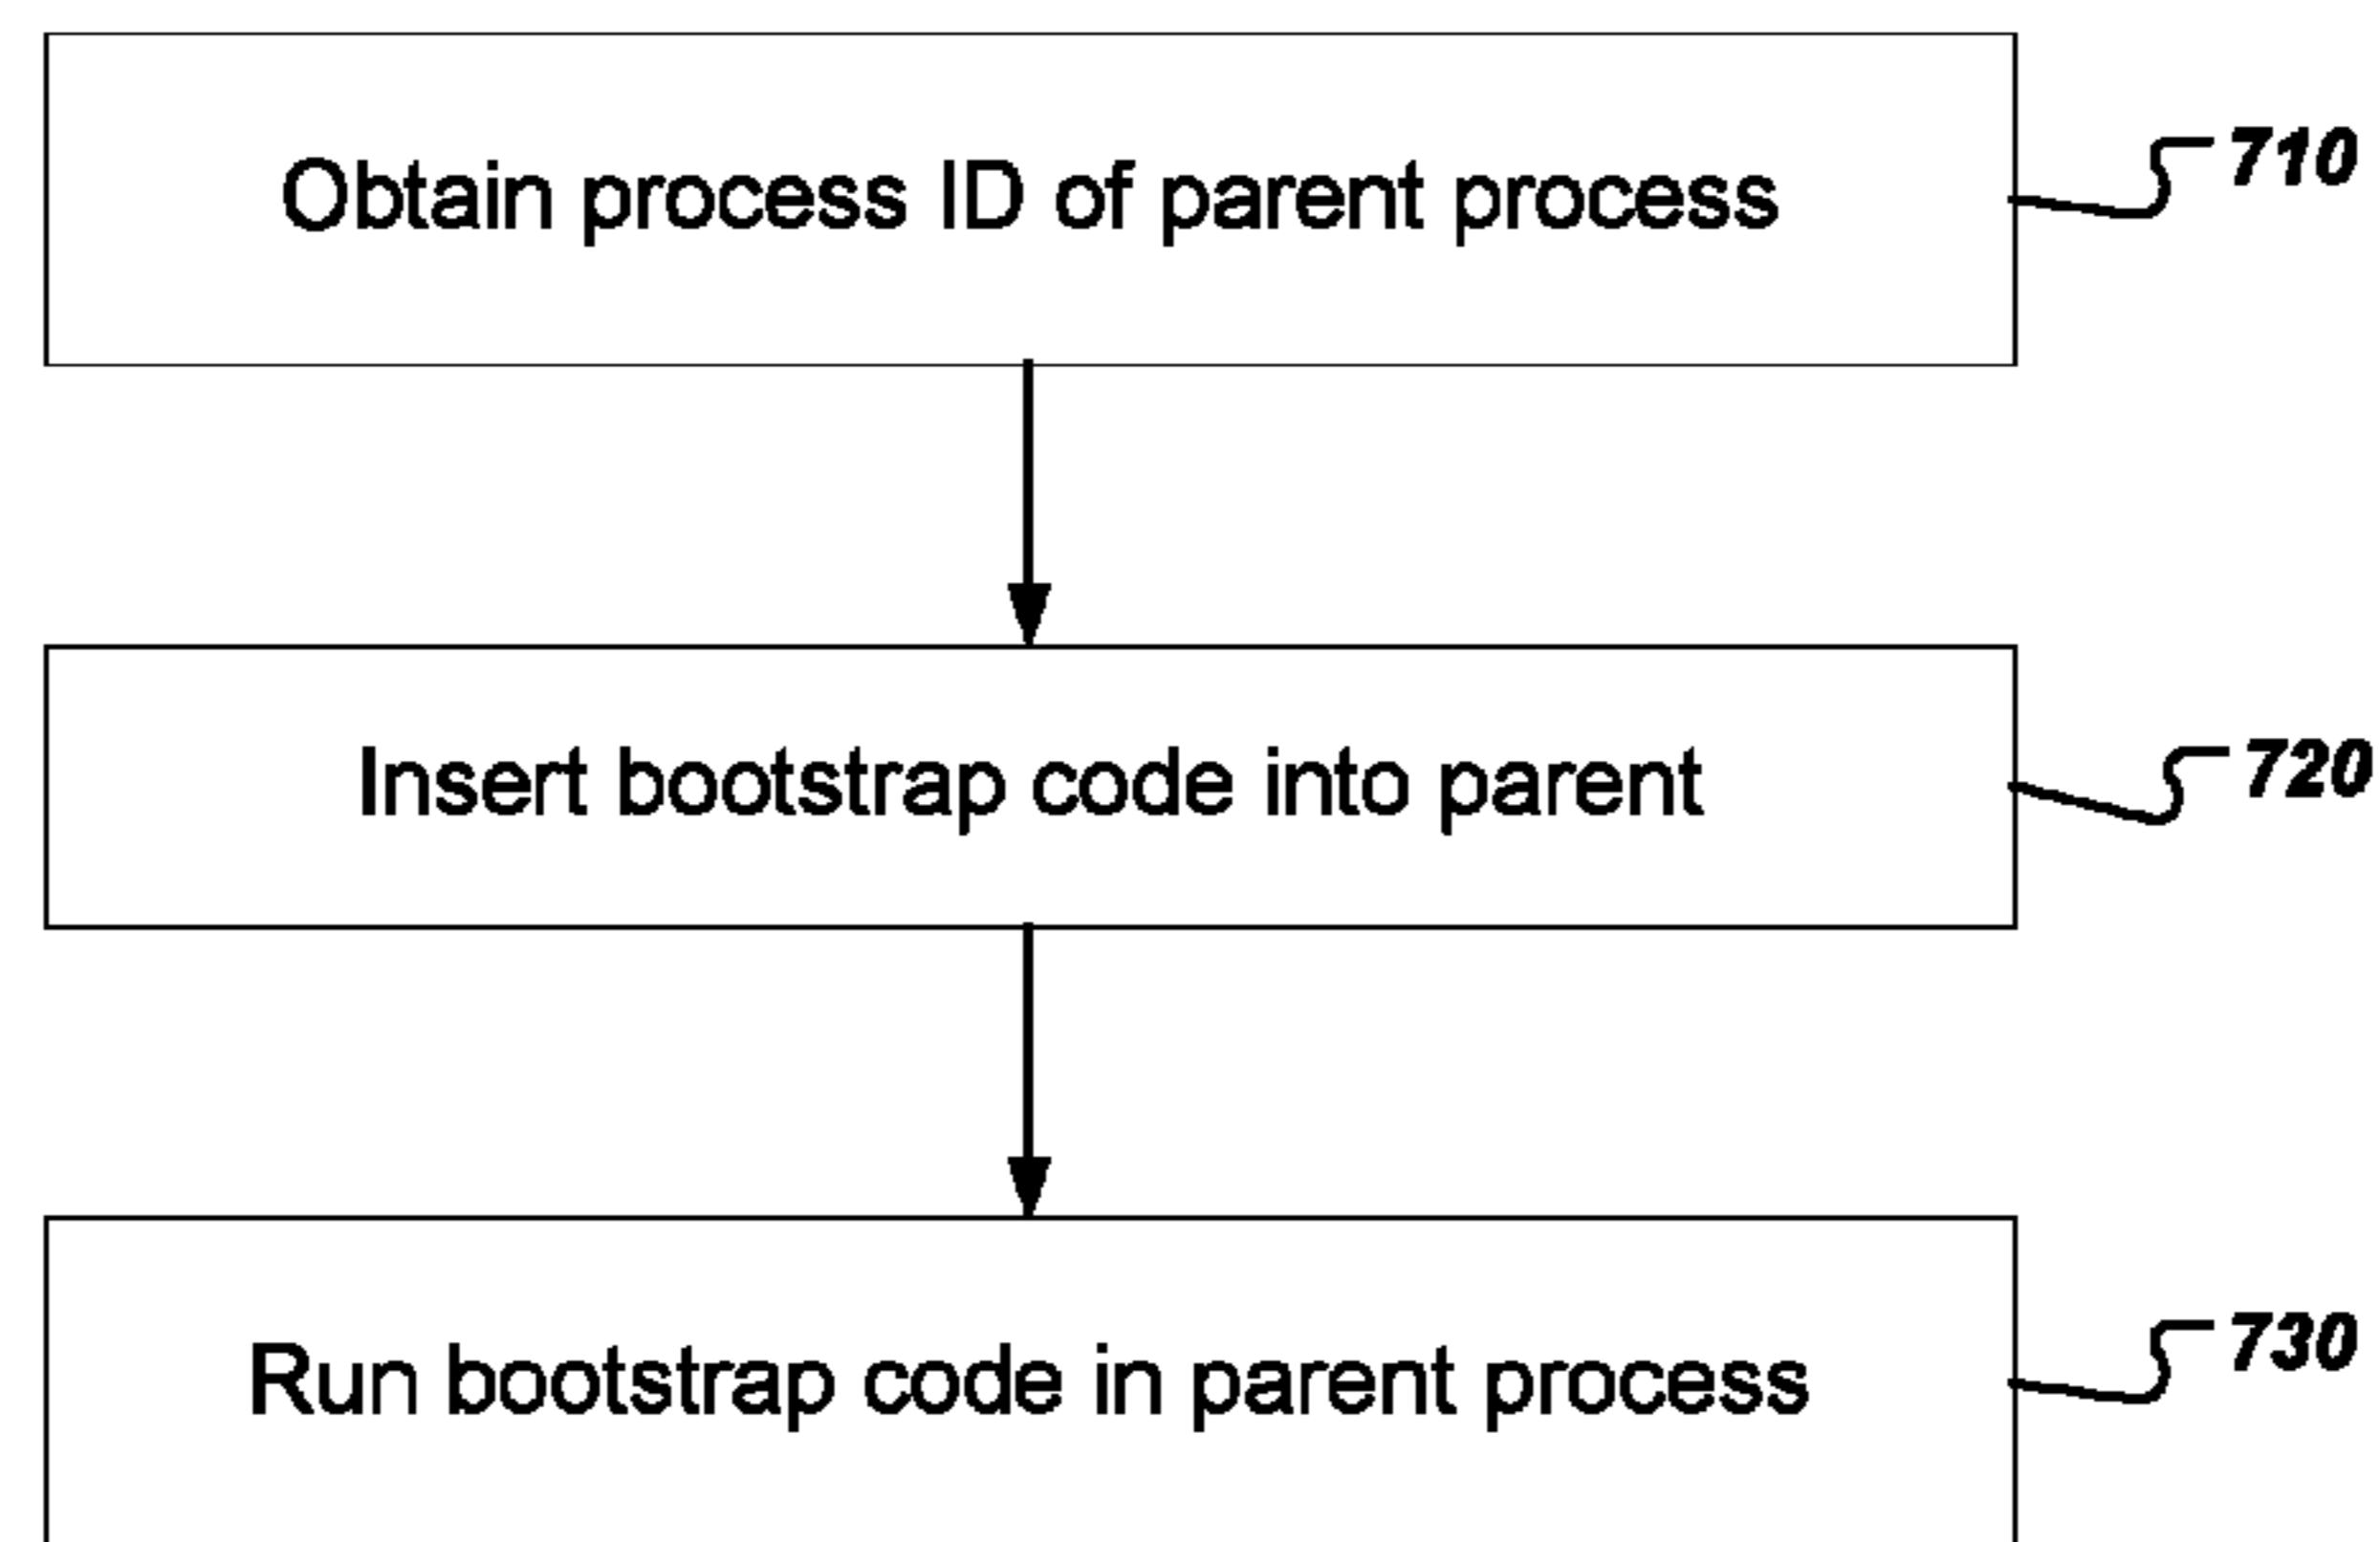 Obtain process ID of parent process
710
Insert bootstrap code into parent
720
Run bootstrap code in parent process
730